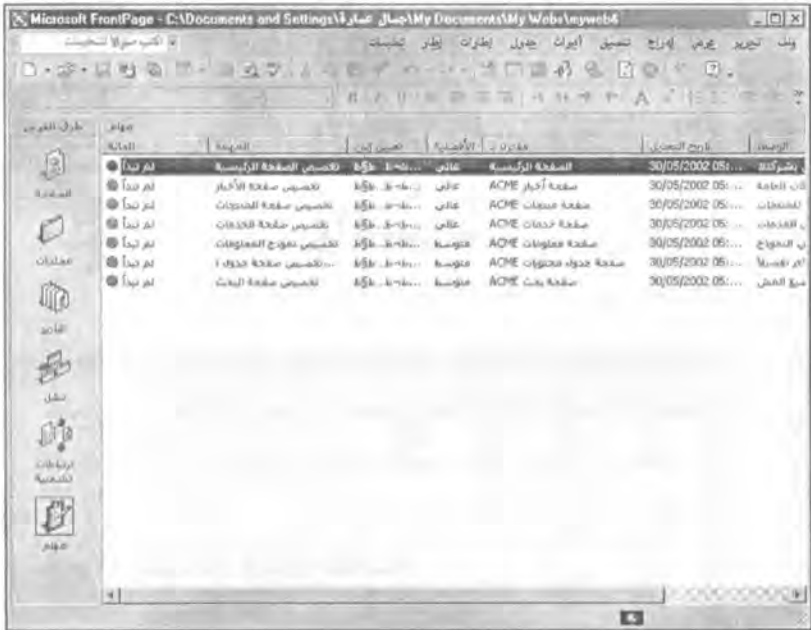 Microsoft FrontPage - C:\Documents and Settings\جمال عمارة\My Documents\My Webs\myweb4
تحرير عرض إدراج تنسيق أدوات جدول إطارات إطار تعليمات
طرق العرض
مهام
الحالة المهمة تعيين إلى الأفضلية مقترن بـ تاريخ التعديل الوصف
لم تبدأ تخصيص الصفحة الرئيسية عالي الصفحة الرئيسية 30/05/2002 05:...
لم تبدأ تخصيص صفحة الأخبار عالي صفحة أخبار ACME 30/05/2002 05:...
لم تبدأ تخصيص صفحة المنتجات عالي صفحة منتجات ACME 30/05/2002 05:...
لم تبدأ تخصيص صفحة الخدمات عالي صفحة خدمات ACME 30/05/2002 05:...
لم تبدأ تخصيص نموذج المعلومات متوسط صفحة معلومات ACME 30/05/2002 05:...
لم تبدأ تخصيص صفحة جدول ا... متوسط صفحة جدول محتويات ACME 30/05/2002 05:...
لم تبدأ تخصيص صفحة البحث متوسط صفحة بحث ACME 30/05/2002 05:...
الصفحة
مجلدات
تقارير
تنقل
ارتباطات
تشعبية
مهام